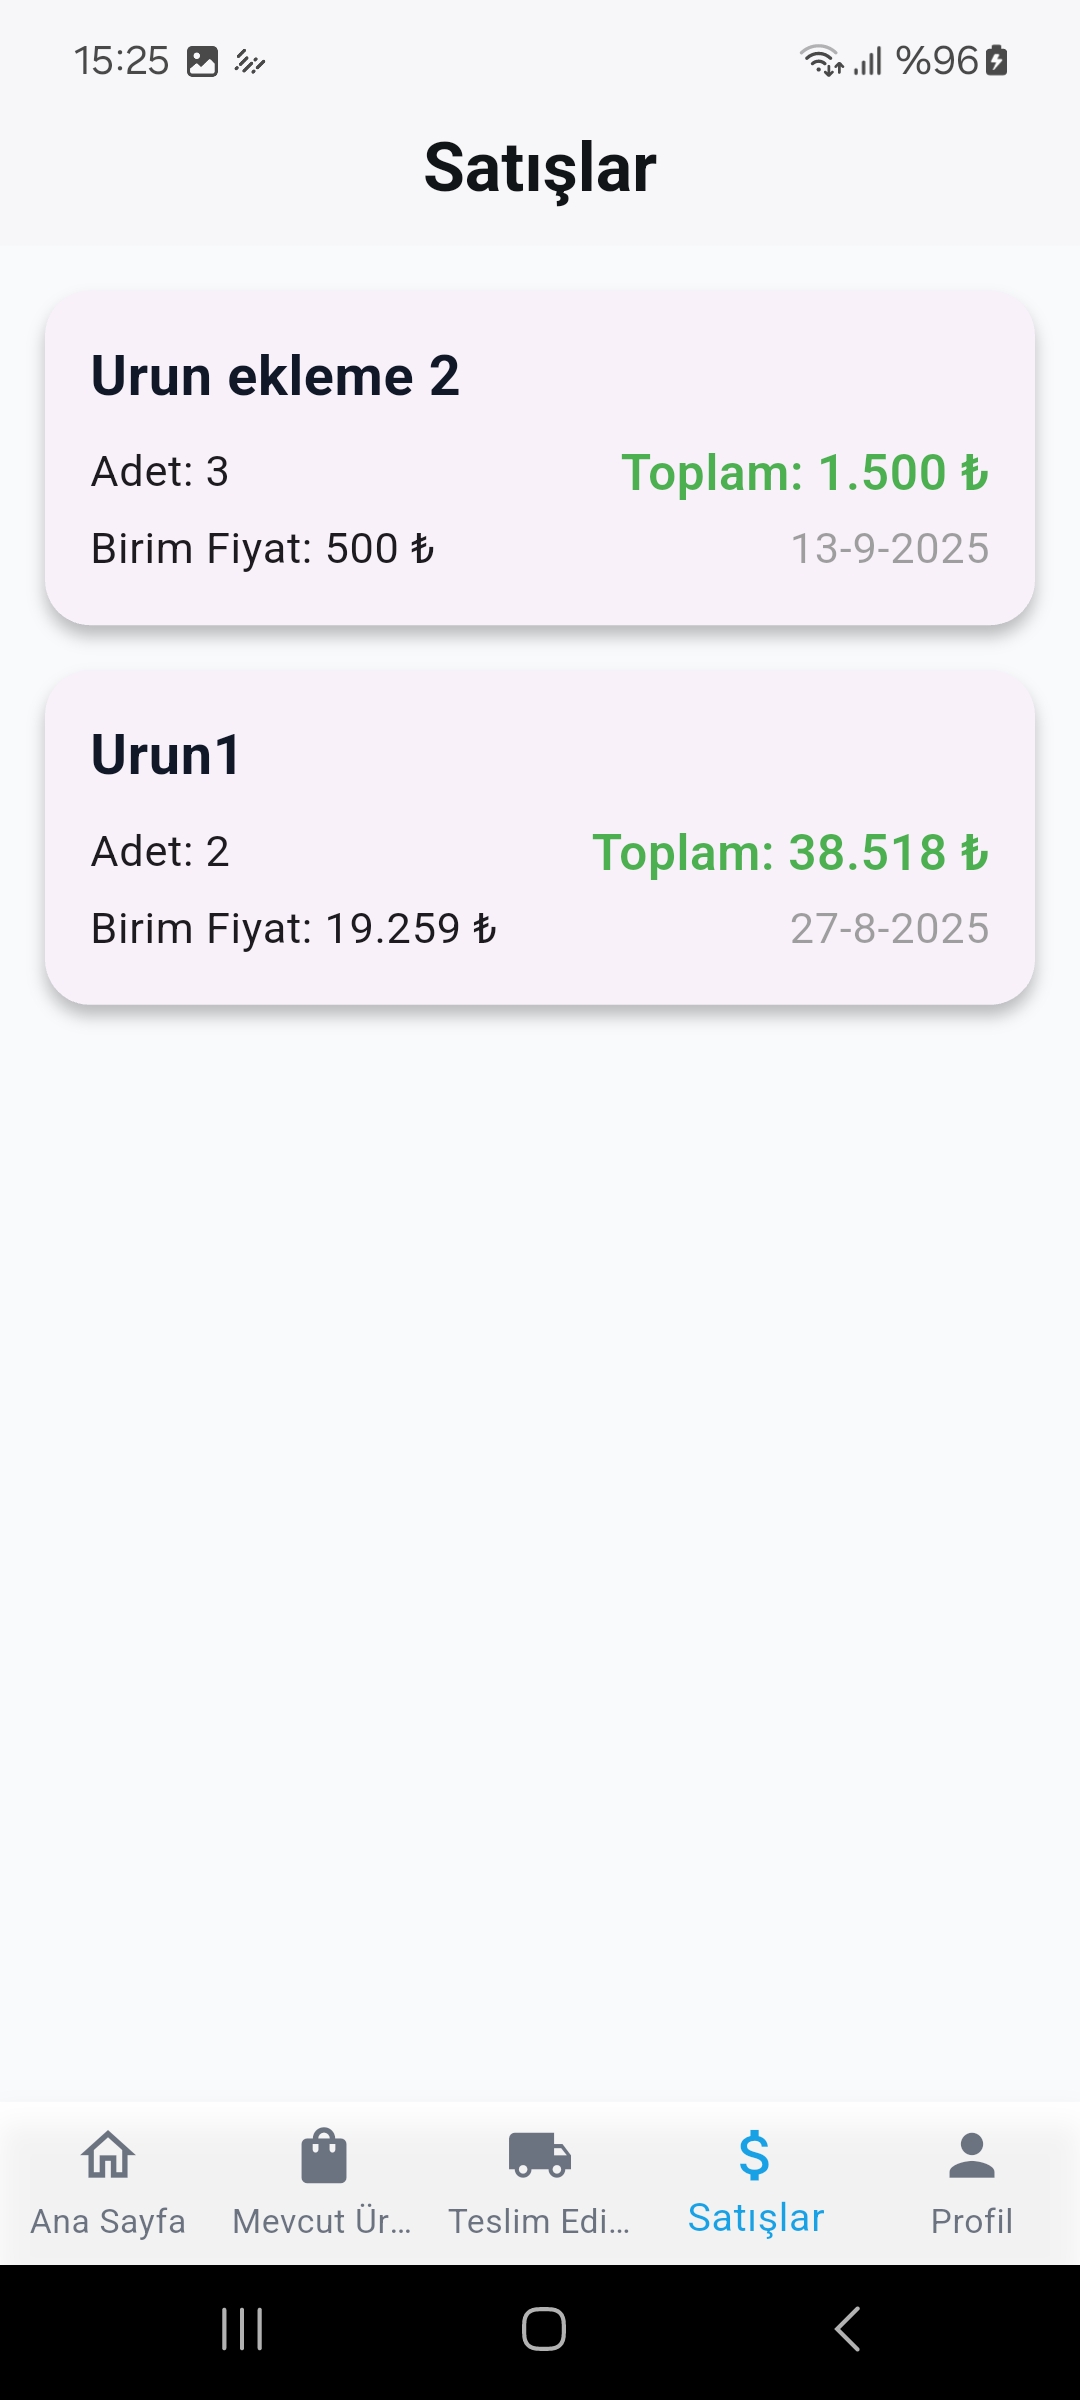 15:25 %96
Satışlar
Urun ekleme 2
Adet: 3 Toplam: 1.500 ₺
Birim Fiyat: 500 ₺ 13-9-2025
Urun1
Adet: 2 Toplam: 38.518 ₺
Birim Fiyat: 19.259 ₺ 27-8-2025
Ana Sayfa Mevcut Ür... Teslim Edi... Satışlar Profil